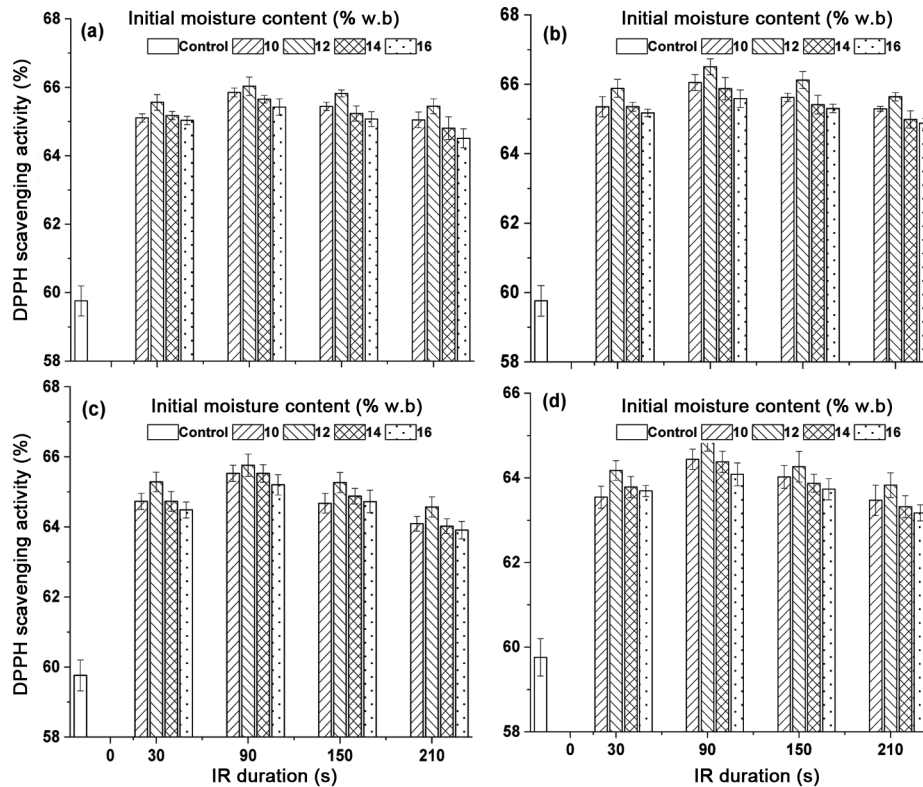 Initial moisture content (% w.b)
(a)
Control 10 12 14 16
DPPH scavenging activity (%)
68
66
64
62
60
58
Initial moisture content (% w.b)
(b)
Control 10 12 14 16
68
66
64
62
60
58
(c) Initial moisture content (% w.b)
Control 10 12 14 16
DPPH scavenging activity (%)
68
66
64
62
60
58
0 30 90 150 210
IR duration (s)
(d) Initial moisture content (% w.b)
Control 10 12 14 16
66
64
62
60
58
0 30 90 150 210
IR duration (s)